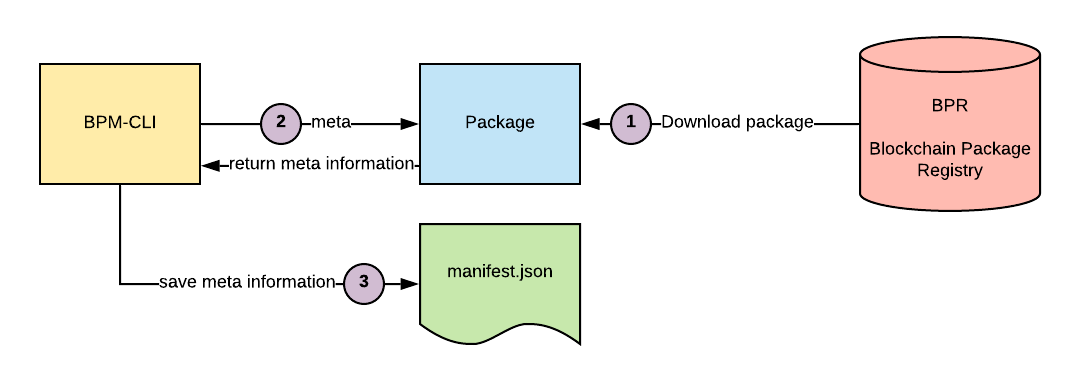 BPM-CLI
2
meta
Package
1
Download package
BPR
Blockchain Package
Registry
return meta information
save meta information
3
manifest.json